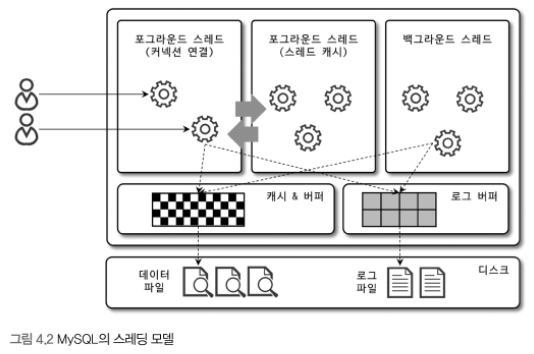 포그라운드 스레드
(커넥션 연결)
포그라운드 스레드
(스레드 캐시)
백그라운드 스레드
캐시 & 버퍼
로그 버퍼
데이터
파일
로그
파일
디스크
그림 4.2 MySQL의 스레딩 모델